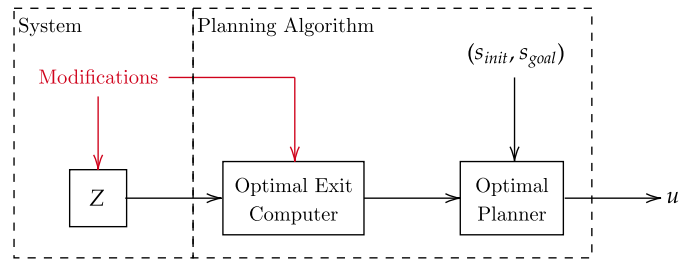 System
Planning Algorithm
(s_init, s_goal)
Modifications
Z
Optimal Exit
Computer
Optimal
Planner
u